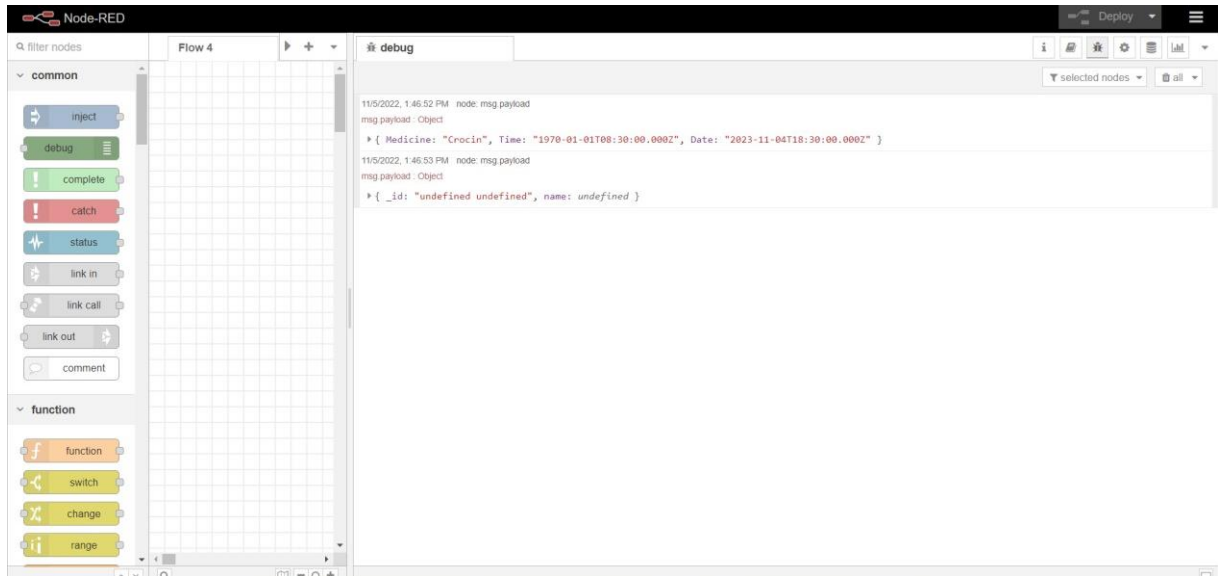 Node-RED
Deploy
filter nodes
Flow 4
debug
i
common
selected nodes
all
inject
debug
complete
catch
status
link in
link call
link out
comment
function
function
switch
change
range
11/5/2022, 1:46:52 PM node: msg.payload
msg.payload : Object
{ Medicine: "Crocin", Time: "1970-01-01T08:30:00.000Z", Date: "2023-11-04T18:30:00.000Z" }
11/5/2022, 1:46:53 PM node: msg.payload
msg.payload : Object
{ _id: "undefined undefined", name: undefined }